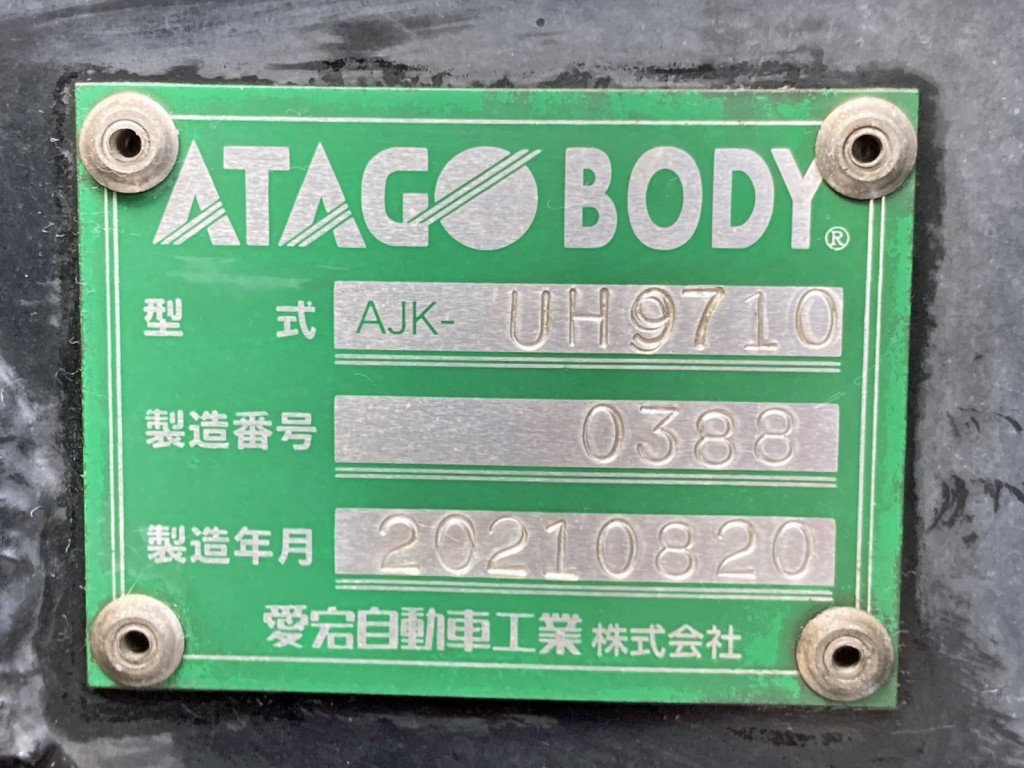 ATAGO BODY®
型式 AJK- UH9710
製造番号 0388
製造年月 20210820
愛宕自動車工業株式会社